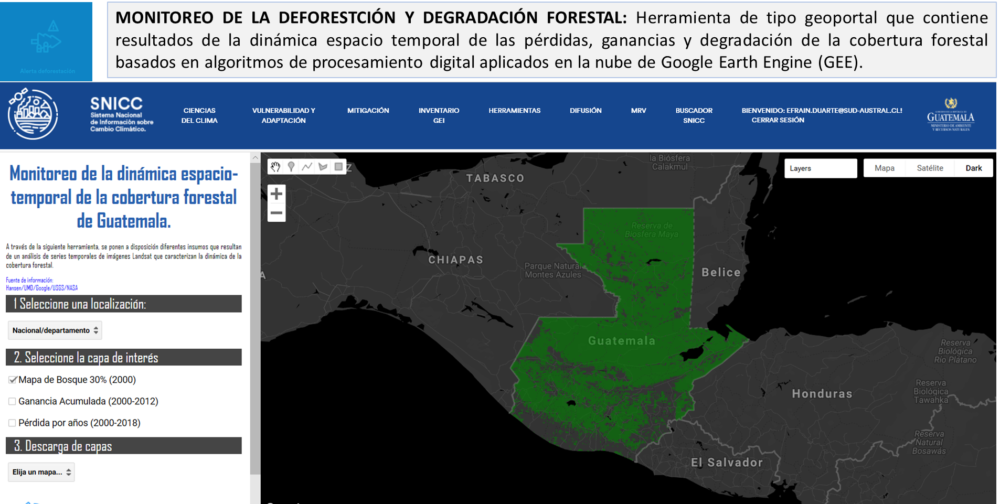 Alerta deforestación
MONITOREO DE LA DEFORESTCIÓN Y DEGRADACIÓN FORESTAL: Herramienta de tipo geoportal que contiene
resultados de la dinámica espacio temporal de las pérdidas, ganancias y degradación de la cobertura forestal
basados en algoritmos de procesamiento digital aplicados en la nube de Google Earth Engine (GEE).
SNICC
Sistema Nacional
de Información sobre
Cambio Climático.
CIENCIAS
DEL CLIMA
VULNERABILIDAD Y
ADAPTACIÓN
MITIGACIÓN
INVENTARIO
GEI
HERRAMIENTAS
DIFUSIÓN
MRV
BUSCADOR
SNICC
BIENVENIDO: EFRAIN.DUARTE@SUD-AUSTRAL.CL!
CERRAR SESIÓN
GUATEMALA
MINISTERIO DE AMBIENTE
Y RECURSOS NATURALES
Monitoreo de la dinámica espacio-
temporal de la cobertura forestal
de Guatemala.
A través de la siguiente herramienta, se ponen a disposición diferentes insumos que resultan
de un análisis de series temporales de imágenes Landsat que caracterizan la dinámica de la
cobertura forestal.
Fuente de información:
Hansen/UMD/Google/USGS/NASA
1 Seleccione una localización:
Nacional/departamento
2. Seleccione la capa de interés
Mapa de Bosque 30% (2000)
Ganancia Acumulada (2000-2012)
Pérdida por años (2000-2018)
3. Descarga de capas
Elija un mapa...
Layers
Mapa
Satélite
Dark
Z
la Biósfera
Calakmul
TABASCO
Reserva de
Biosfera Maya
CHIAPAS
Parque Natural
Montes Azules
Belice
A
Guatemala
Reserva
Biológica
Río Plátano
Honduras
Reserva
Biológica
Tawahka
Reserva
Natural
Bosawás
El Salvador